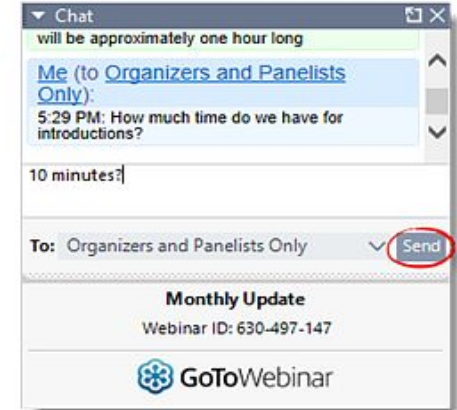 Chat
will be approximately one hour long
Me (to Organizers and Panelists
Only):
5:29 PM: How much time do we have for
introductions?
10 minutes?
To: Organizers and Panelists Only
Send
Monthly Update
Webinar ID: 630-497-147
GoToWebinar